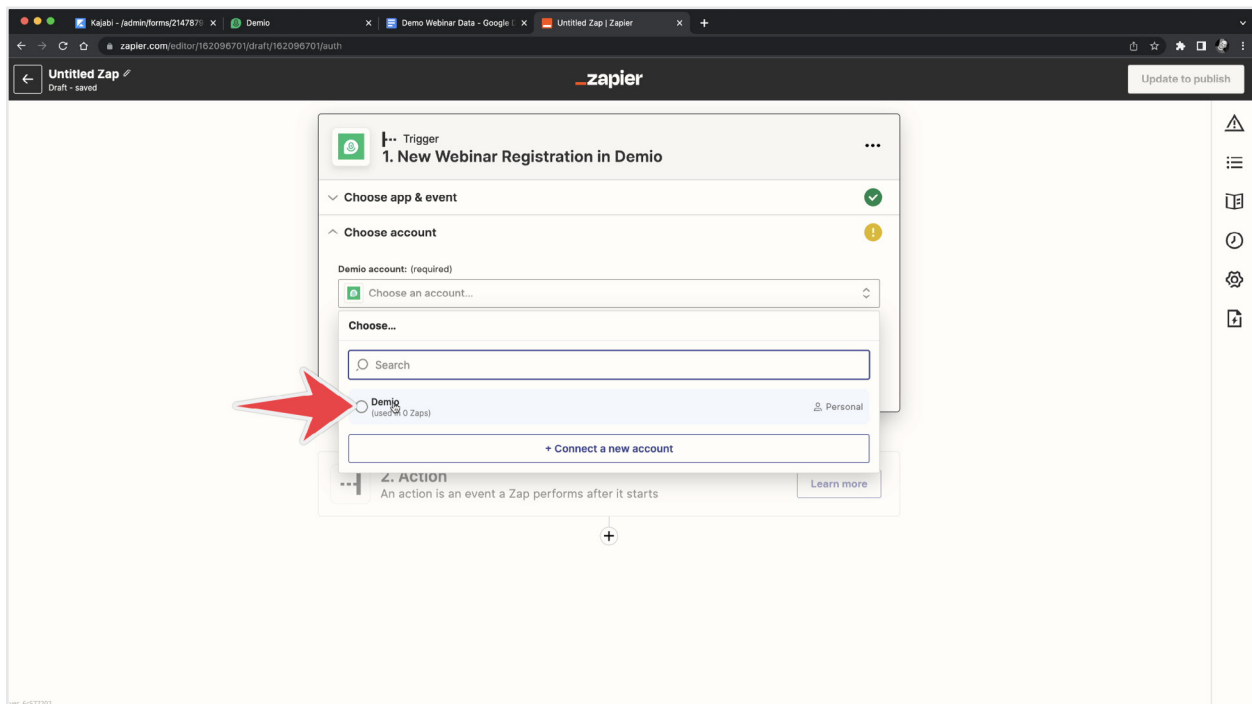 Kajabi - /admin/forms/2147879
Demio
Demo Webinar Data - Google
Untitled Zap | Zapier
zapier.com/editor/162096701/draft/162096701/auth
Untitled Zap
Draft - saved
_zapier
Update to publish
Trigger
1. New Webinar Registration in Demio
Choose app & event
Choose account
Demio account: (required)
Choose an account...
Choose...
Search
Demio
(used in 0 Zaps)
Personal
+ Connect a new account
2. Action
An action is an event a Zap performs after it starts
Learn more